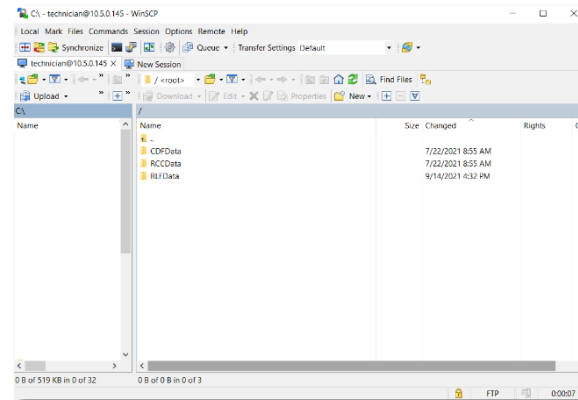 C:\ - technician@10.5.0.145 - WinSCP
Local Mark Files Commands Session Options Remote Help
Synchronize Queue Transfer Settings Default
technician@10.5.0.145 × New Session
/ <root> Find Files
Upload Download Edit Properties New
C:\ /
Name Name Size Changed Rights
..
CDFData 7/22/2021 8:55 AM
RCCData 7/22/2021 8:55 AM
RLFData 9/14/2021 4:32 PM
0 B of 519 KB in 0 of 32 0 B of 0 B in 0 of 3
FTP 0:00:07